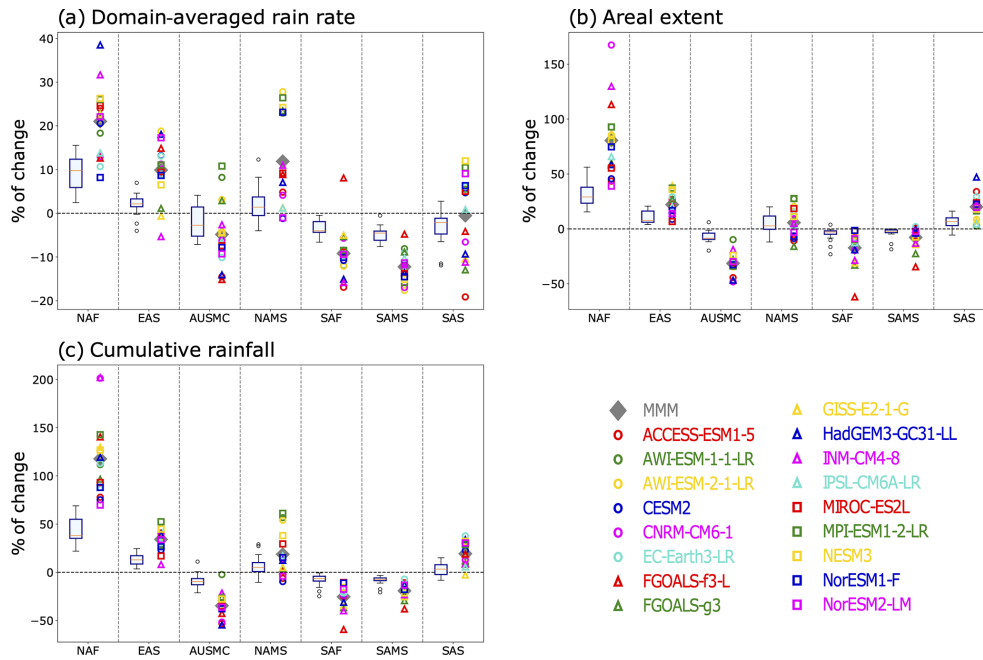 (a) Domain-averaged rain rate
% of change
40
30
20
10
0
−10
−20
NAF EAS AUSMC NAMS SAF SAMS SAS
(b) Areal extent
% of change
150
100
50
0
−50
NAF EAS AUSMC NAMS SAF SAMS SAS
(c) Cumulative rainfall
% of change
200
150
100
50
0
−50
NAF EAS AUSMC NAMS SAF SAMS SAS
MMM
ACCESS-ESM1-5
AWI-ESM-1-1-LR
AWI-ESM-2-1-LR
CESM2
CNRM-CM6-1
EC-Earth3-LR
FGOALS-f3-L
FGOALS-g3
GISS-E2-1-G
HadGEM3-GC31-LL
INM-CM4-8
IPSL-CM6A-LR
MIROC-ES2L
MPI-ESM1-2-LR
NESM3
NorESM1-F
NorESM2-LM